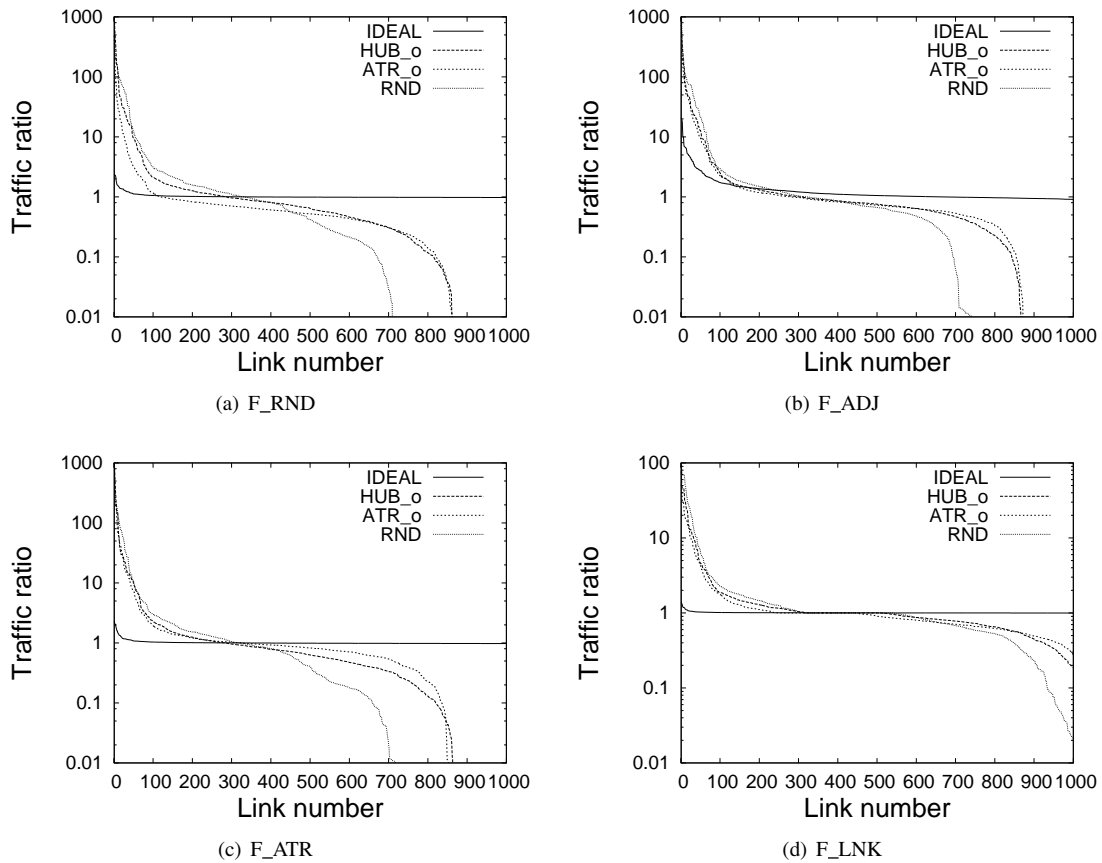 1000
100
10
1
0.1
0.01
Traffic ratio
IDEAL
HUB_o
ATR_o
RND
0 100 200 300 400 500 600 700 800 900 1000
Link number
(a) F_RND
1000
100
10
1
0.1
0.01
Traffic ratio
IDEAL
HUB_o
ATR_o
RND
0 100 200 300 400 500 600 700 800 900 1000
Link number
(b) F_ADJ
1000
100
10
1
0.1
0.01
Traffic ratio
IDEAL
HUB_o
ATR_o
RND
0 100 200 300 400 500 600 700 800 900 1000
Link number
(c) F_ATR
100
10
1
0.1
0.01
Traffic ratio
IDEAL
HUB_o
ATR_o
RND
0 100 200 300 400 500 600 700 800 900 1000
Link number
(d) F_LNK